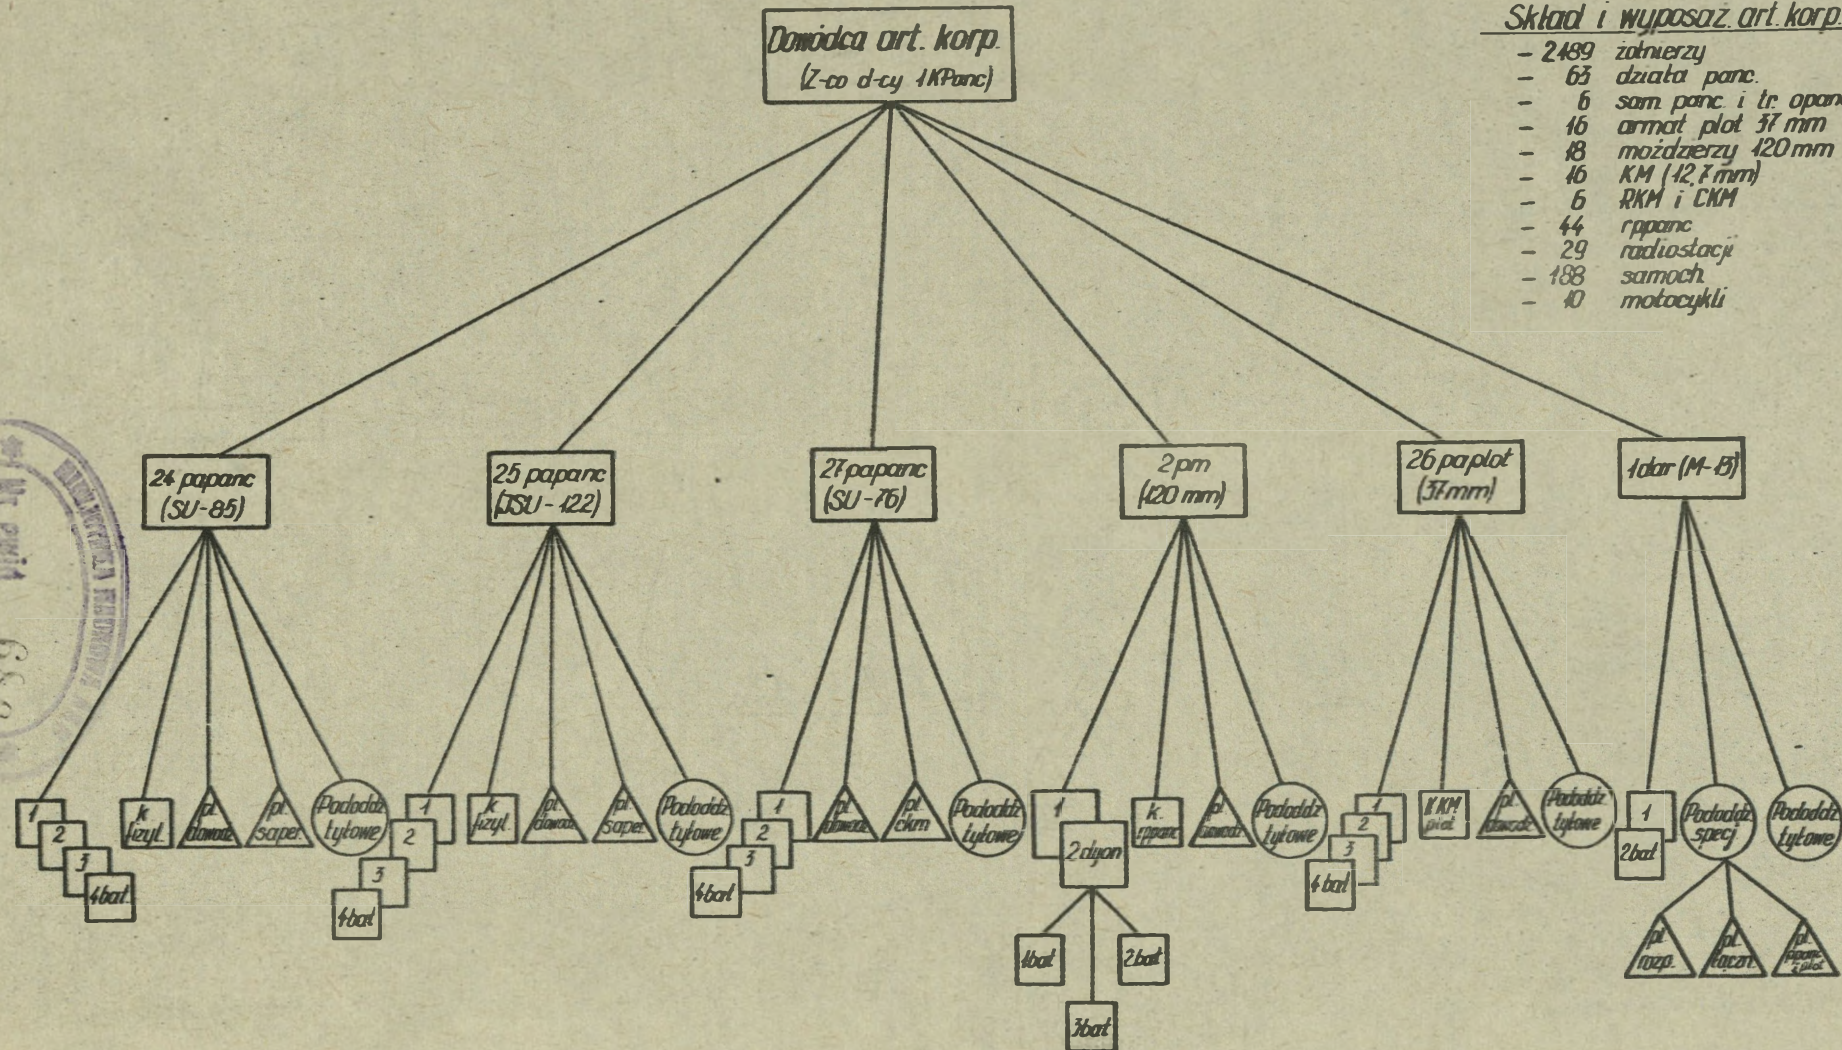 Dowódca art. korp.
(Z-ca d-cy 1KPanc)
Skład i wyposaż. art. korp.
- 2489 żołnierzy
- 63 działa panc.
- 6 sam. panc. i tr. opanc
- 16 armat plot 37 mm
- 18 moździerzy 120 mm
- 16 KM (12,7 mm)
- 6 RKM i CKM
- 44 rppanc
- 29 radiostacji
- 188 samoch.
- 10 motocykli
24 papanc
(SU-85)
25 papanc
(JSU-122)
27 papanc
(SU-76)
2 pm
(120 mm)
26 paplot
(37 mm)
1 dar (M-13)
1
2
3
4 bat.
k
fizyl.
pl.
dowodz
pl.
saper.
Pododdz
tyłowe
1
2
3
4 bat
k
fizyl.
pl.
dowodz
pl.
saper.
Pododdz
tyłowe
1
2
3
4 bat
pl.
dowodz
pl.
ckm
Pododdz
tyłowe
1
2 dyon
1 bat
2 bat
3 bat
k.
rppanc
pl.
dowodz
Pododdz
tyłowe
1
2
3
4 bat
KKM
plot
pl.
dowodz
Pododdz
tyłowe
1
2 bat
Pododdz
specj
pl.
rozp.
pl.
łączn.
pl.
ppanc
i plot
Pododdz
tyłowe